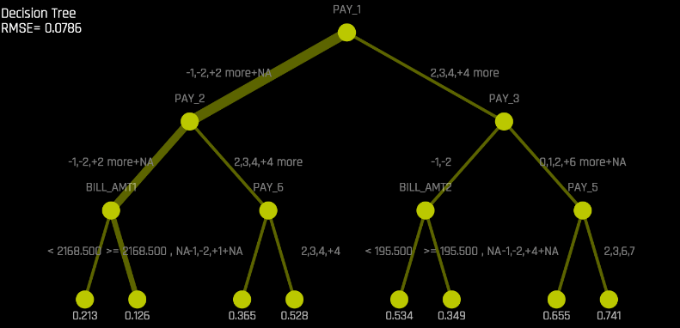 Decision Tree
RMSE= 0.0786
PAY_1
-1,-2,+2 more+NA
2,3,4,+4 more
PAY_2
PAY_3
-1,-2,+2 more+NA
2,3,4,+4 more
-1,-2
0,1,2,+6 more+NA
BILL_AMT1
PAY_6
BILL_AMT2
PAY_5
< 2168.500
>= 2168.500 , NA
-1,-2,+1+NA
2,3,4,+4
< 195.500
>= 195.500 , NA
-1,-2,+4+NA
2,3,6,7
0.213
0.126
0.365
0.528
0.534
0.349
0.655
0.741